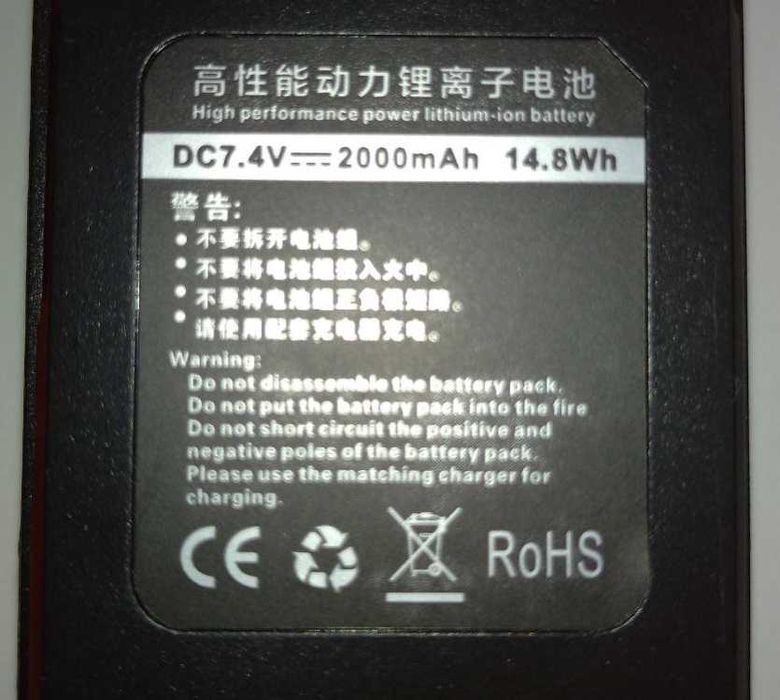 高性能动力锂离子电池
High performance power lithium-ion battery
DC7.4V⎓2000mAh 14.8Wh
警告:
• 不要拆开电池组。
• 不要将电池组投入火中。
• 不要将电池组正负极短路。
• 请使用配套充电器充电。
Warning:
Do not disassemble the battery pack.
Do not put the battery pack into the fire
Do not short circuit the positive and
negative poles of the battery pack.
Please use the matching charger for
charging.
CE RoHS